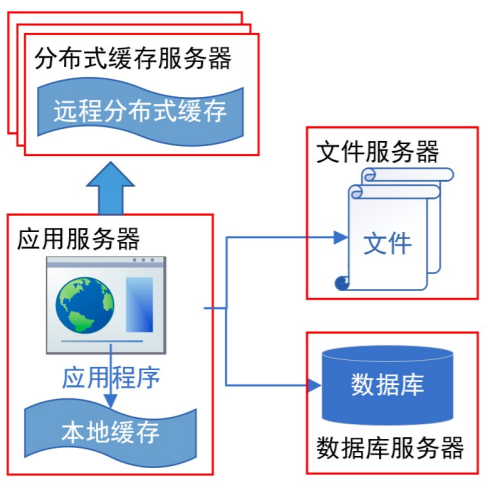 分布式缓存服务器
远程分布式缓存
文件服务器
文件
应用服务器
应用程序
本地缓存
数据库
数据库服务器